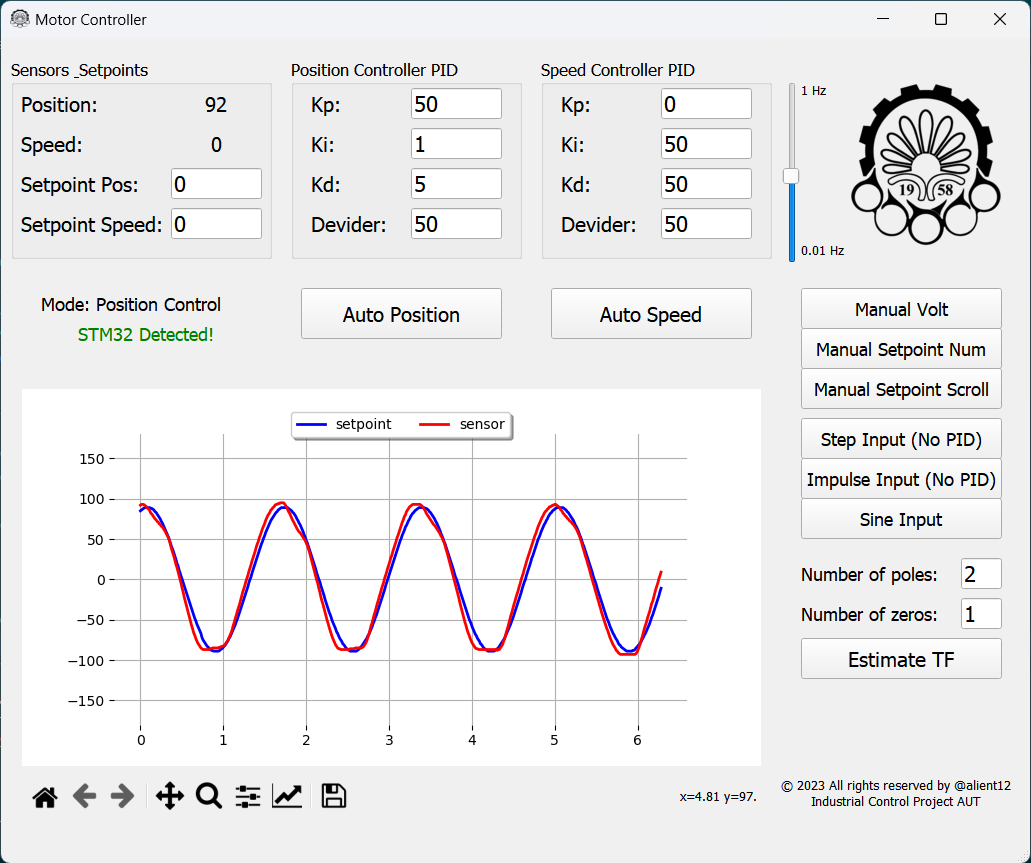 Motor Controller
Sensors _Setpoints
Position: 92
Speed: 0
Setpoint Pos: 0
Setpoint Speed: 0
Position Controller PID
Kp: 50
Ki: 1
Kd: 5
Devider: 50
Speed Controller PID
Kp: 0
Ki: 50
Kd: 50
Devider: 50
1 Hz
0.01 Hz
19 58
Mode: Position Control
STM32 Detected!
Auto Position
Auto Speed
Manual Volt
Manual Setpoint Num
Manual Setpoint Scroll
Step Input (No PID)
Impulse Input (No PID)
Sine Input
Number of poles: 2
Number of zeros: 1
Estimate TF
setpoint sensor
150
100
50
0
−50
−100
−150
0 1 2 3 4 5 6
x=4.81 y=97.
© 2023 All rights reserved by @alient12
Industrial Control Project AUT